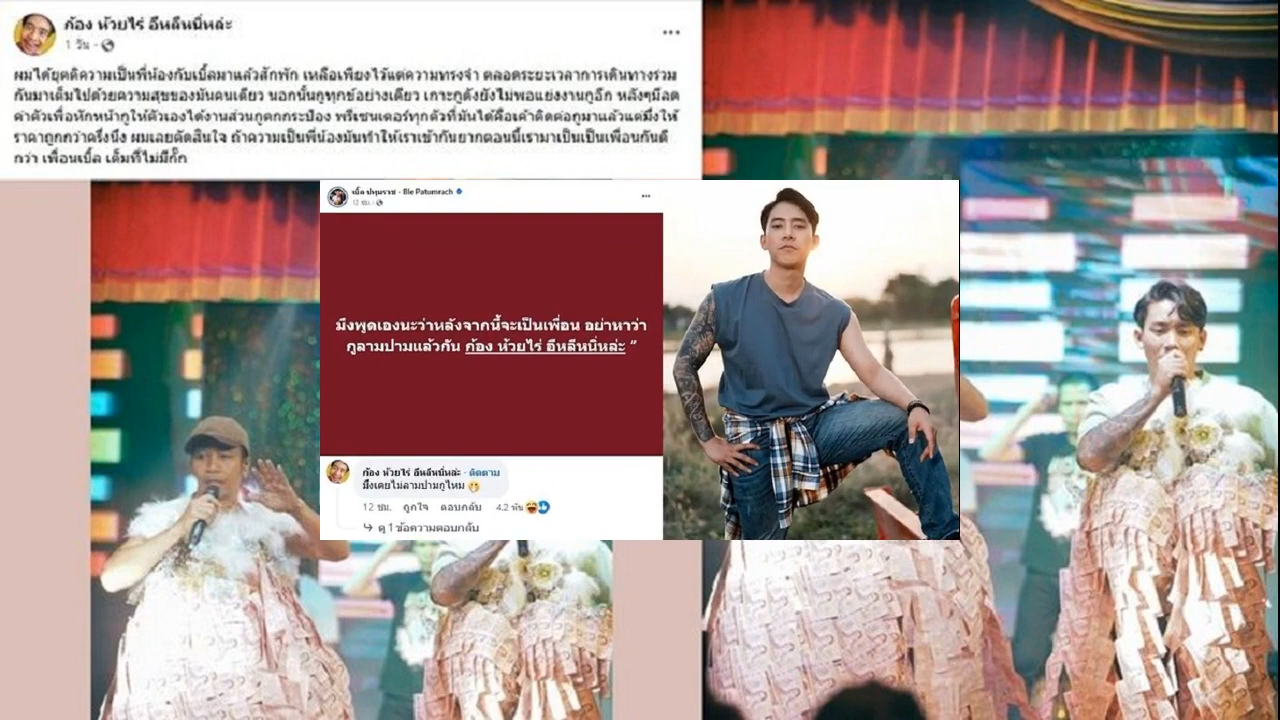 ก้อง ห้วยไร่ อีหลีหนี่หล่ะ
1 วัน
ผมได้ยุตติความเป็นพี่น้องกับเบิ้ลมาแล้วสักพัก เหลือเพียงไว้แต่ความทรงจำ ตลอดระยะเวลาการเดินทางร่วม
กันมาเต็มไปด้วยความสุขของมันคนเดียว นอกนั้นกูทุกข์อย่างเดียว เกาะกูดังยังไม่พอแย่งงานกูอีก หลังๆมีลด
ค่าตัวเพื่อหักหน้ากูให้ตัวเองได้งานส่วนกูตกกระป๋อง พรีเซนเตอร์ทุกตัวที่มันได้คือเค้าติดต่อกูมาแล้วแต่มึงให้
ราคาถูกกว่าครึ่งนึง ผมเลยตัดสินใจ ถ้าความเป็นพี่น้องมันทำให้เราเข้ากันยากตอนนี้เรามาเป็นเป็นเพื่อนกันดี
กว่า เพื่อนเบิ้ล เต็มที่ไม่มีกั๊ก
เบิ้ล ปทุมราช - Ble Patumrach
12 ชม.
มึงพูดเองนะว่าหลังจากนี้จะเป็นเพื่อน อย่าหาว่า
กูลามปามแล้วกัน ก้อง ห้วยไร่ อีหลีหนี่หล่ะ ”
ก้อง ห้วยไร่ อีหลีหนี่หล่ะ · ติดตาม
มึงเคยไม่ลามปามกูไหม
12 ชม. ถูกใจ ตอบกลับ 4.2 พัน
ดู 1 ข้อความตอบกลับ